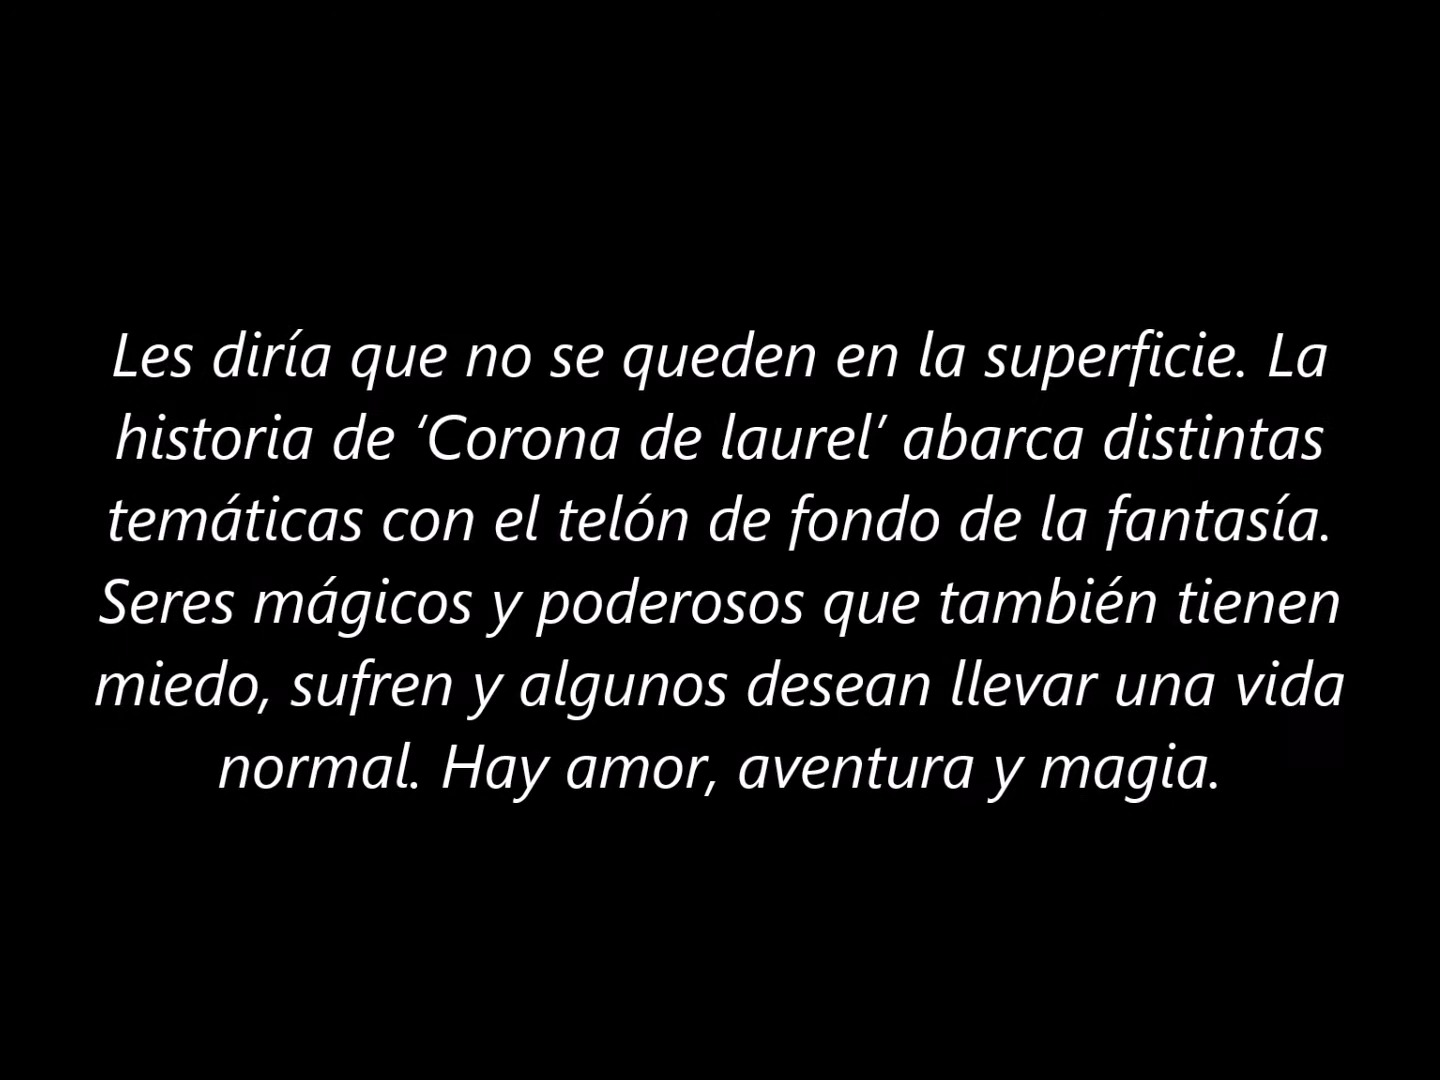 Les diría que no se queden en la superficie. La
historia de ‘Corona de laurel’ abarca distintas
temáticas con el telón de fondo de la fantasía.
Seres mágicos y poderosos que también tienen
miedo, sufren y algunos desean llevar una vida
normal. Hay amor, aventura y magia.